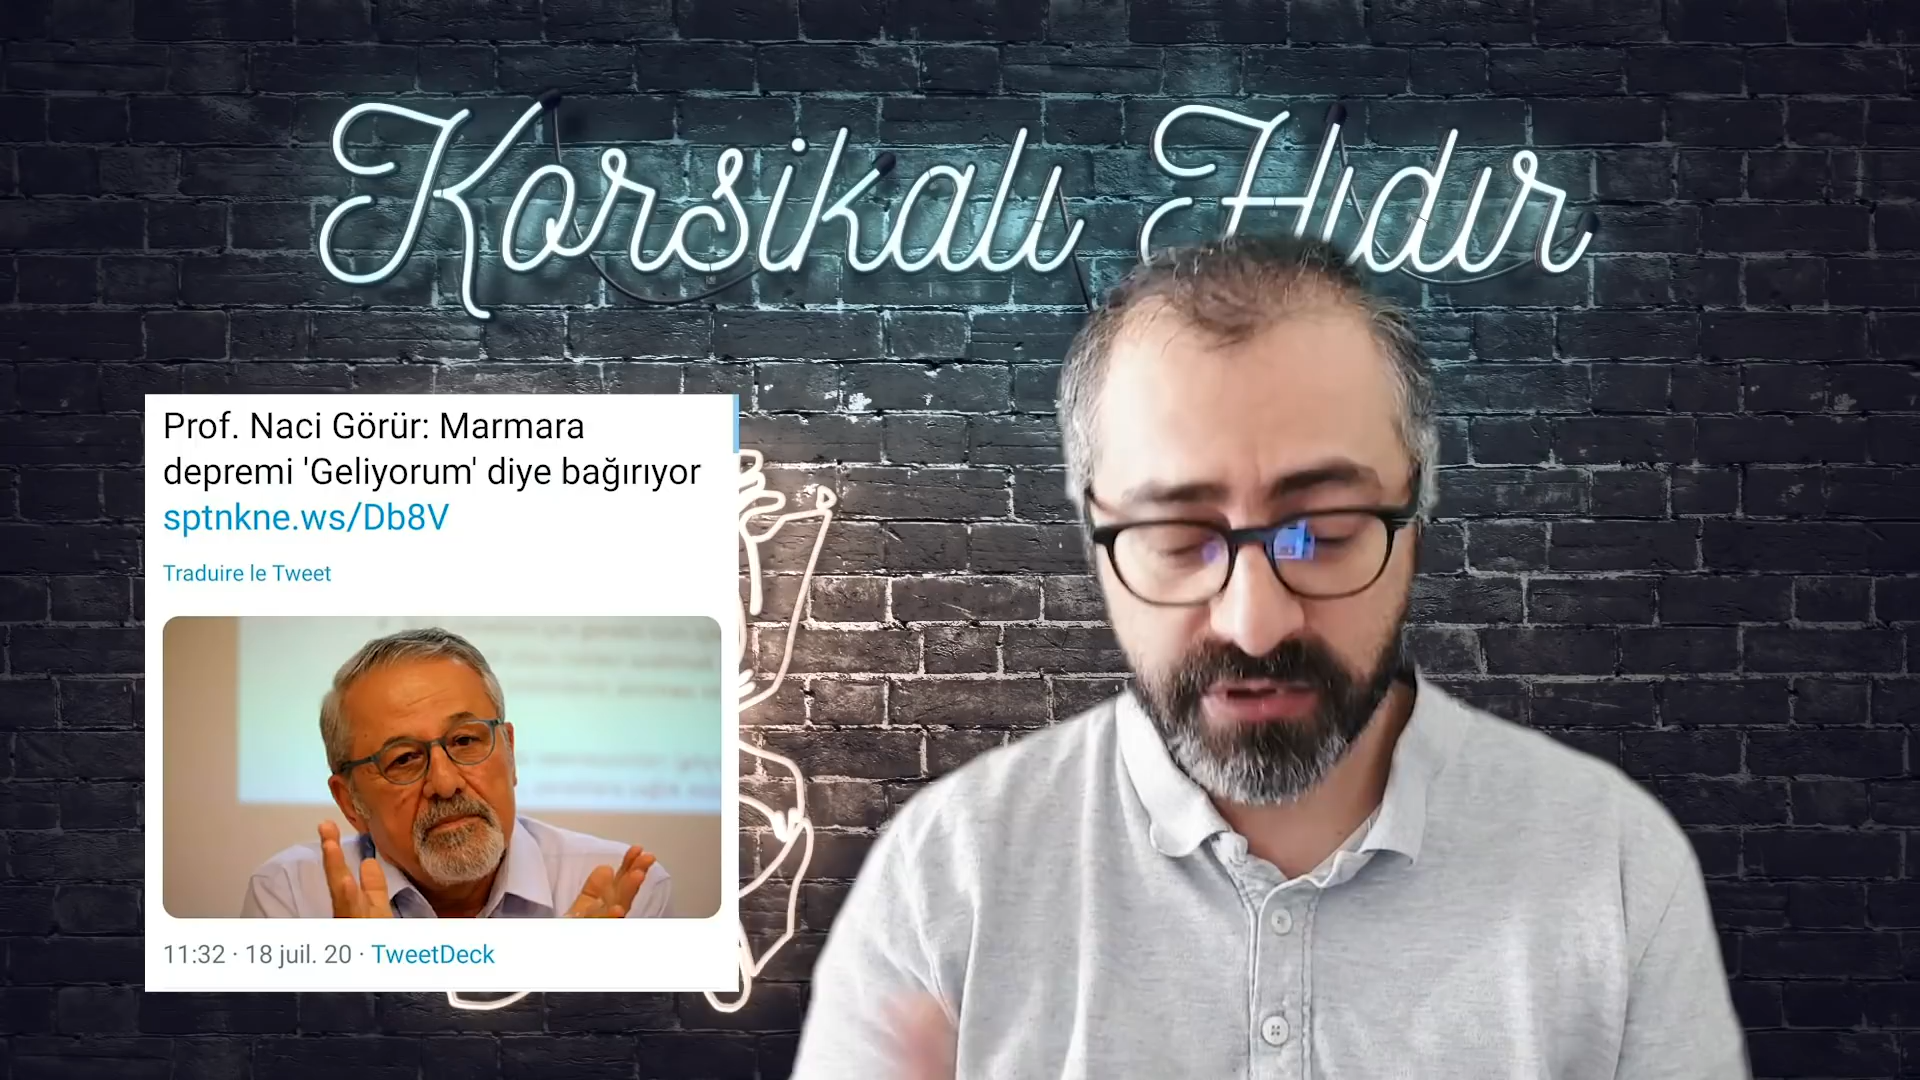 Korsikalı Hıdır
Prof. Naci Görür: Marmara
depremi 'Geliyorum' diye bağırıyor
sptnkne.ws/Db8V
Traduire le Tweet
11:32 · 18 juil. 20 · TweetDeck